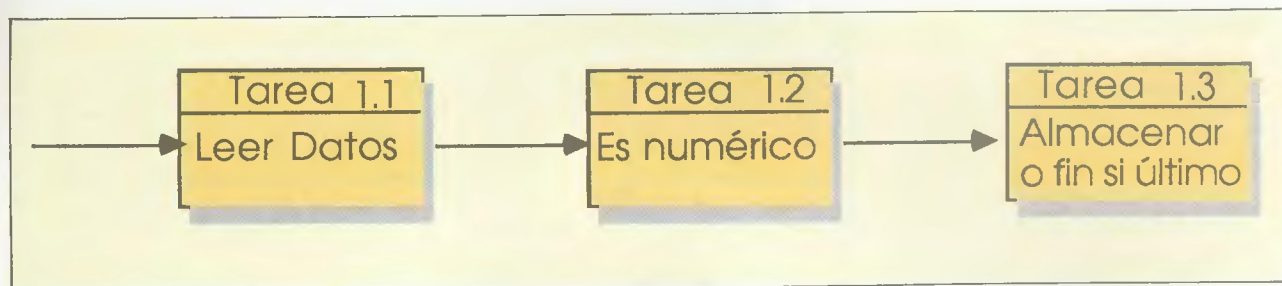 Tarea 1.1
Leer Datos
Tarea 1.2
Es numérico
Tarea 1.3
Almacenar
o fin si último